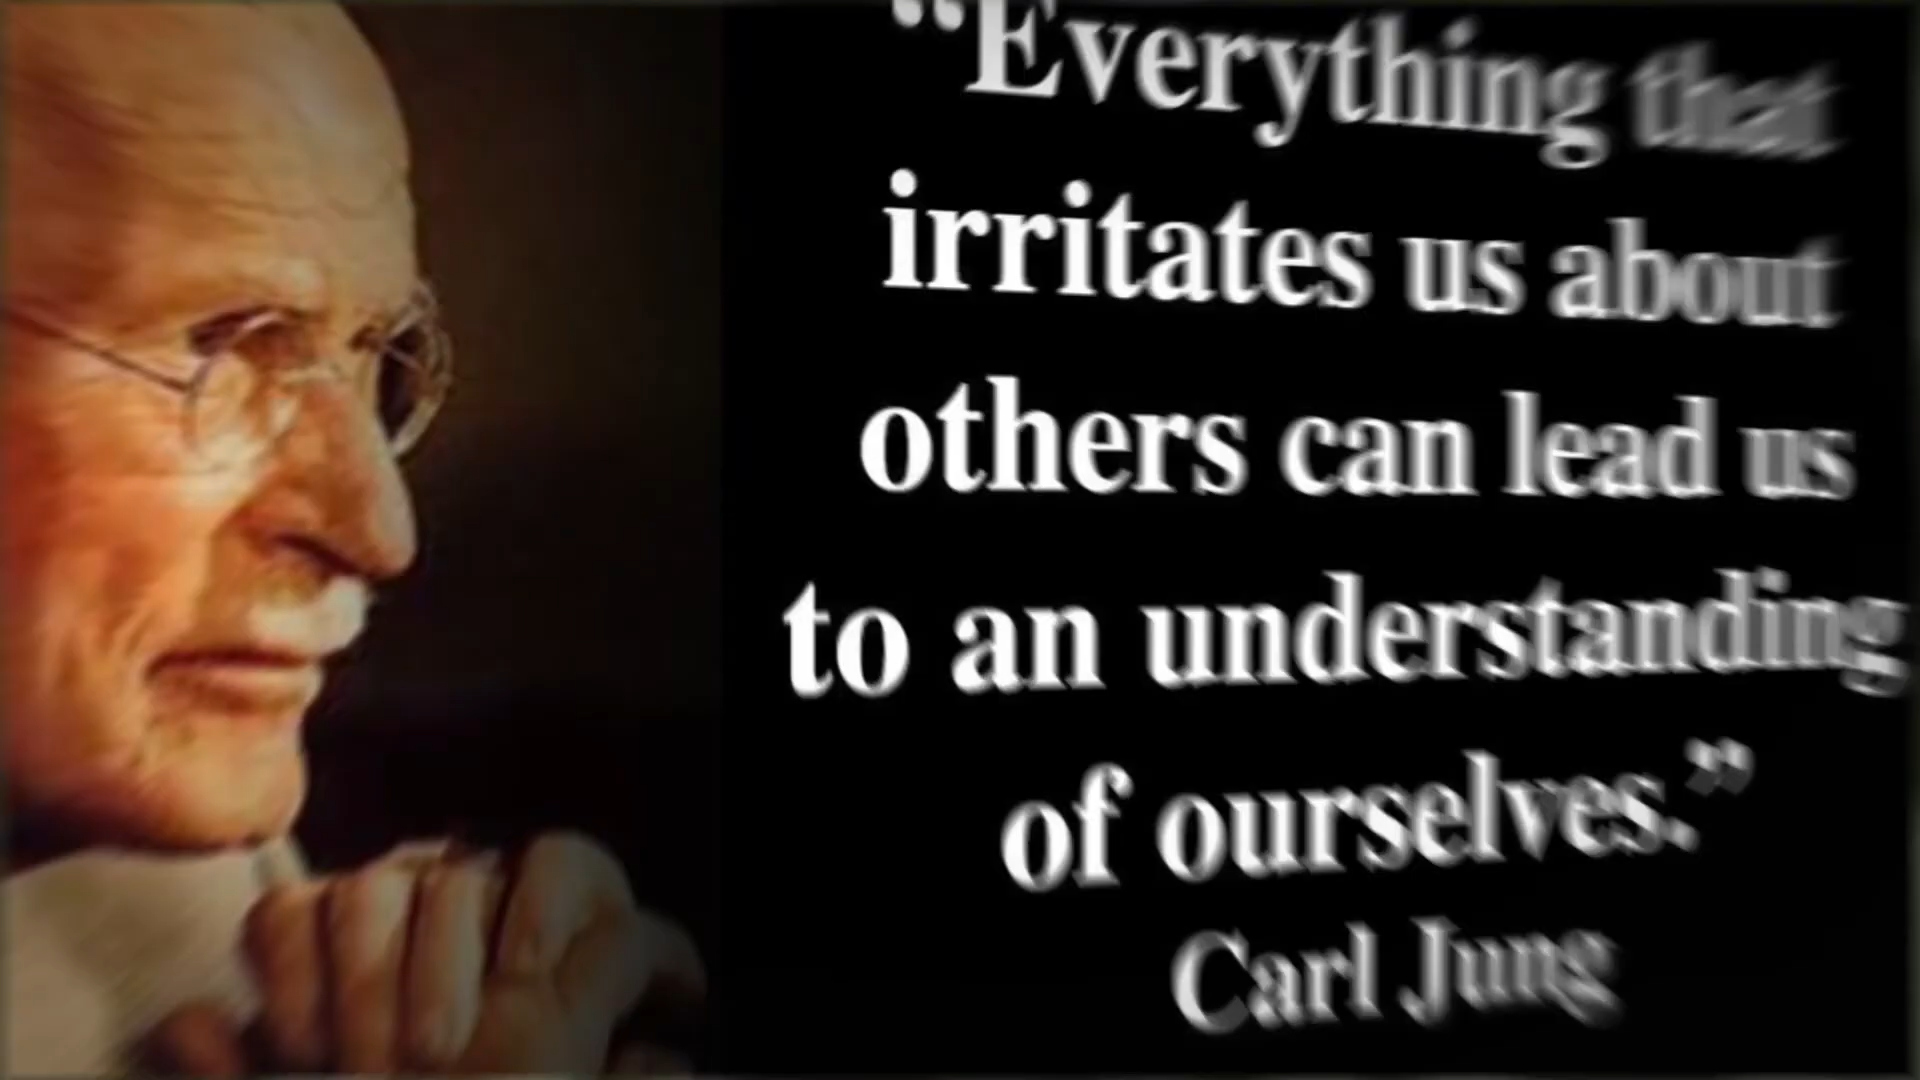 “Everything that
irritates us about
others can lead us
to an understanding
of ourselves.”
Carl Jung